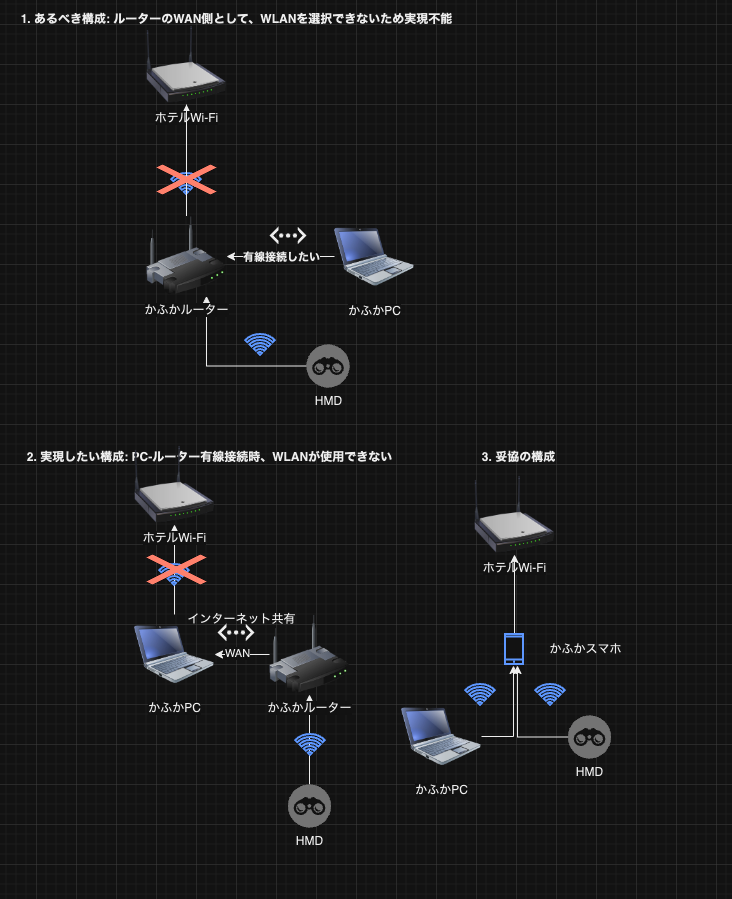 1. あるべき構成: ルーターのWAN側として、WLANを選択できないため実現不能
ホテルWi-Fi
有線接続したい
かふかルーター
かふかPC
HMD
2. 実現したい構成: PC-ルーター有線接続時、WLANが使用できない
ホテルWi-Fi
インターネット共有
WAN
かふかPC
かふかルーター
HMD
3. 妥協の構成
ホテルWi-Fi
かふかスマホ
かふかPC
HMD